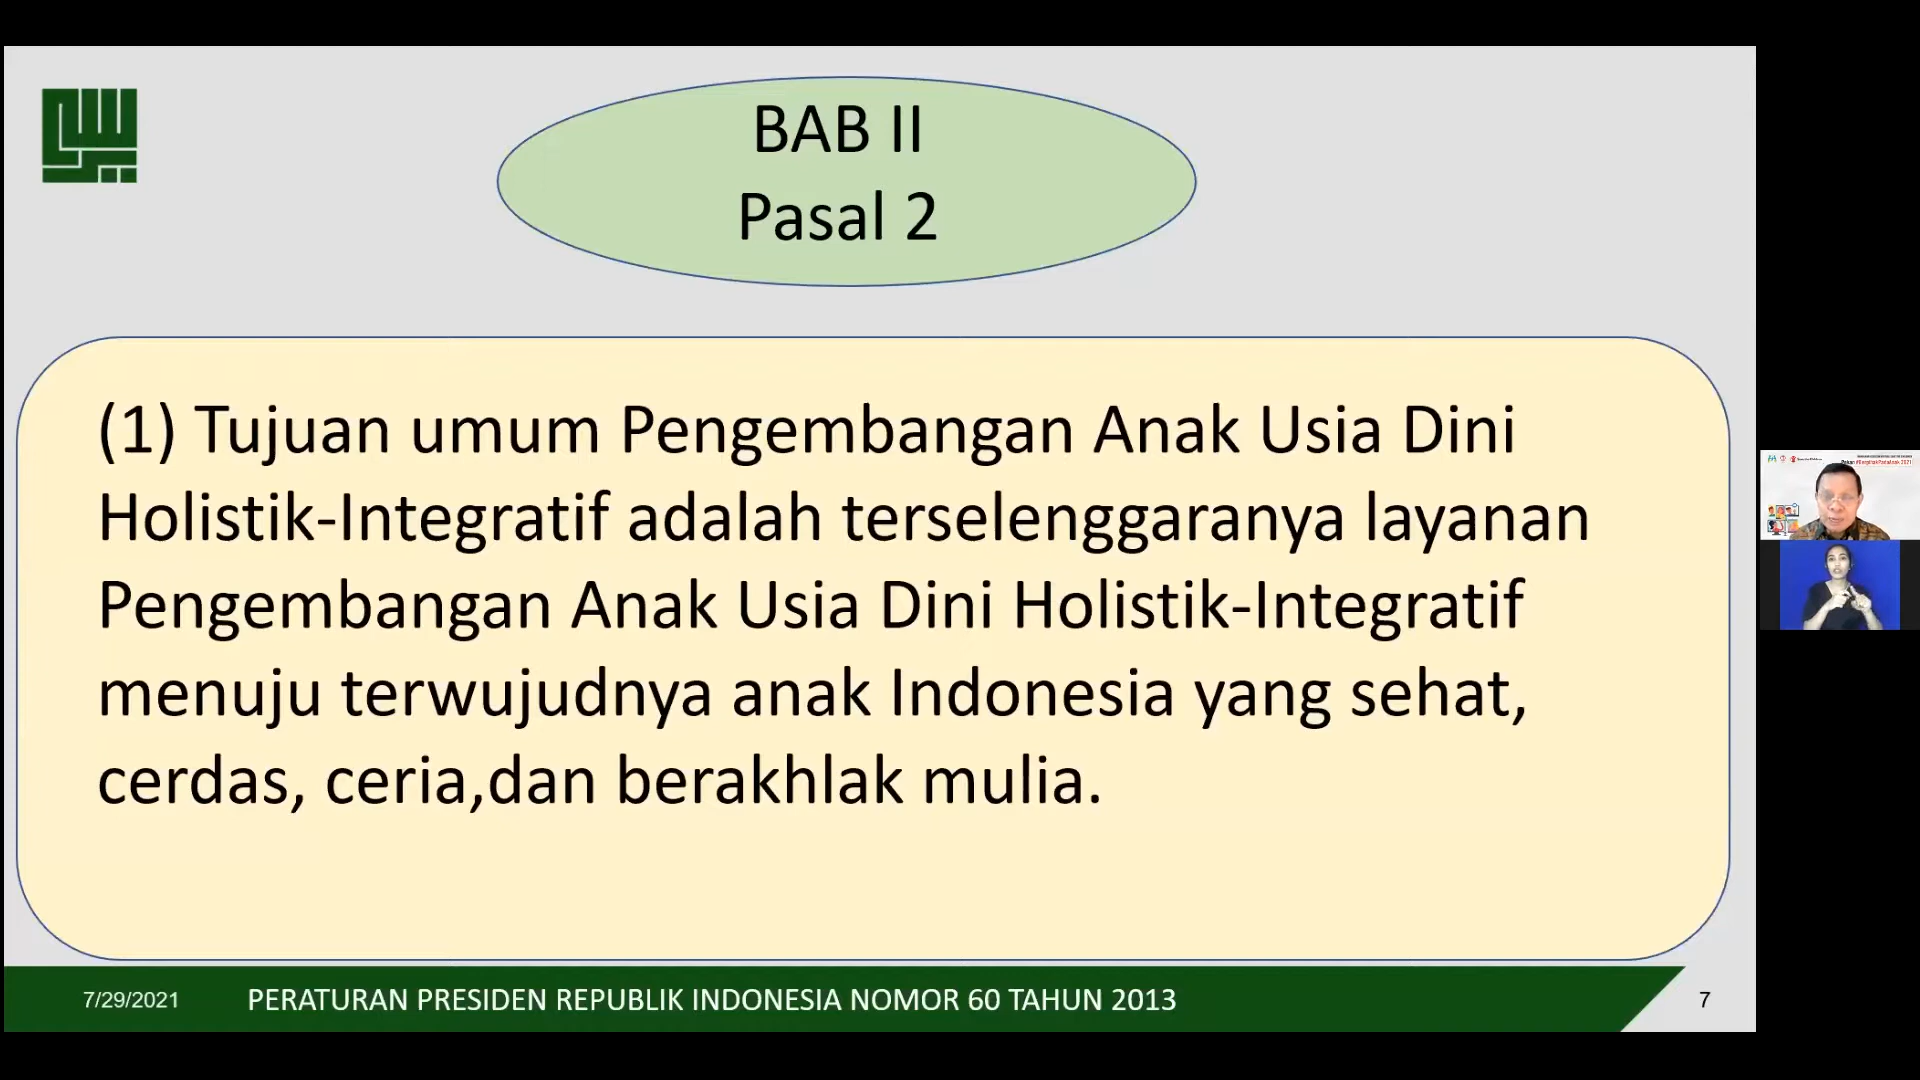 BAB II
Pasal 2
(1) Tujuan umum Pengembangan Anak Usia Dini
Holistik-Integratif adalah terselenggaranya layanan
Pengembangan Anak Usia Dini Holistik-Integratif
menuju terwujudnya anak Indonesia yang sehat,
cerdas, ceria,dan berakhlak mulia.
7/29/2021
PERATURAN PRESIDEN REPUBLIK INDONESIA NOMOR 60 TAHUN 2013
7